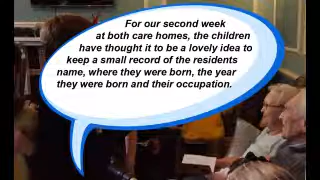 For our second week
at both care homes, the children
have thought it to be a lovely idea to
keep a small record of the residents
name, where they were born, the year
they were born and their occupation.